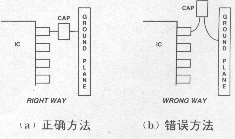 CAP
IC
GROUND PLANE
RIGHT WAY
(a) 正确方法
CAP
IC
GROUND PLANE
WRONG WAY
(b) 错误方法